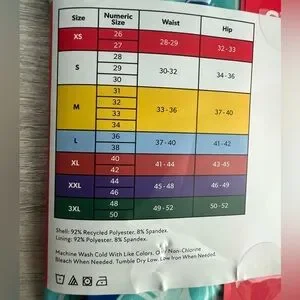 Size Numeric Size Waist Hip
XS 26 27 28-29 32 - 33
S 28 29 30 30-32 34 - 36
M 31 32 33 34 33 - 36 37 - 40
L 36 38 37 - 40 41 - 42
XL 40 42 41 - 44 43-45
XXL 44 46 45 - 48 46 - 49
3XL 48 50 49 - 52 50 - 52
Shell: 92% Recycled Polyester, 8% Spandex.
Lining: 92% Polyester, 8% Spandex.
Machine Wash Cold With Like Colors, Only Non-Chlorine
Bleach When Needed. Tumble Dry Low. Low Iron When Needed.